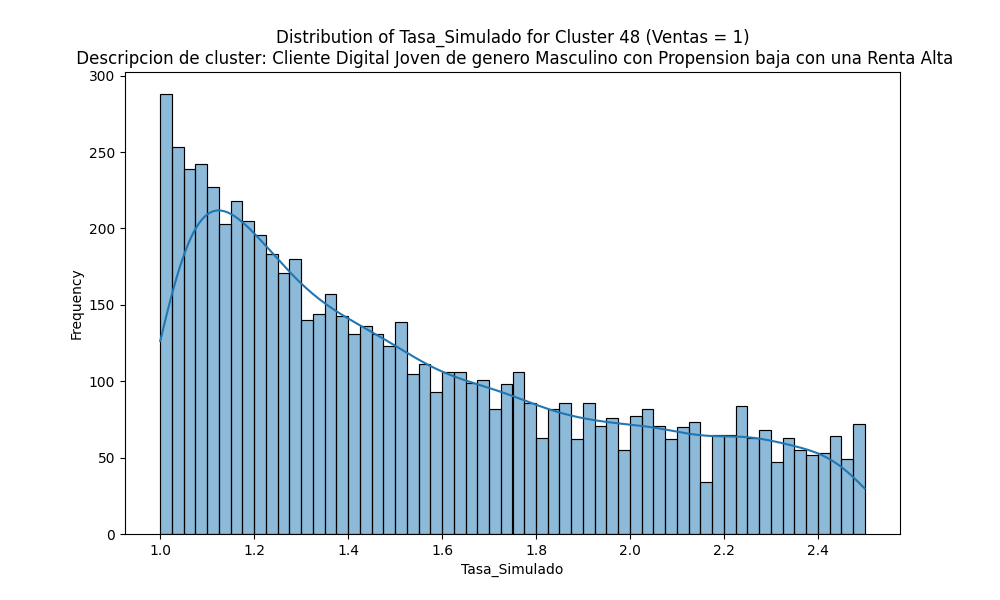 Distribution of Tasa_Simulado for Cluster 48 (Ventas = 1)
Descripcion de cluster: Cliente Digital Joven de genero Masculino con Propension baja con una Renta Alta
300
250
200
150
100
50
0
Frequency
1.0 1.2 1.4 1.6 1.8 2.0 2.2 2.4
Tasa_Simulado